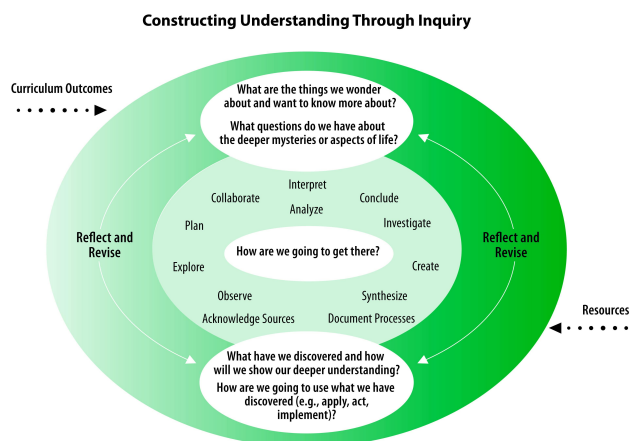 Constructing Understanding Through Inquiry
Curriculum Outcomes
What are the things we wonder
about and want to know more about?
What questions do we have about
the deeper mysteries or aspects of life?
Interpret
Collaborate
Conclude
Analyze
Plan
Investigate
Reflect and
Revise
How are we going to get there?
Reflect and
Revise
Explore
Create
Observe
Synthesize
Acknowledge Sources
Document Processes
Resources
What have we discovered and how
will we show our deeper understanding?
How are we going to use what we have
discovered (e.g., apply, act,
implement)?